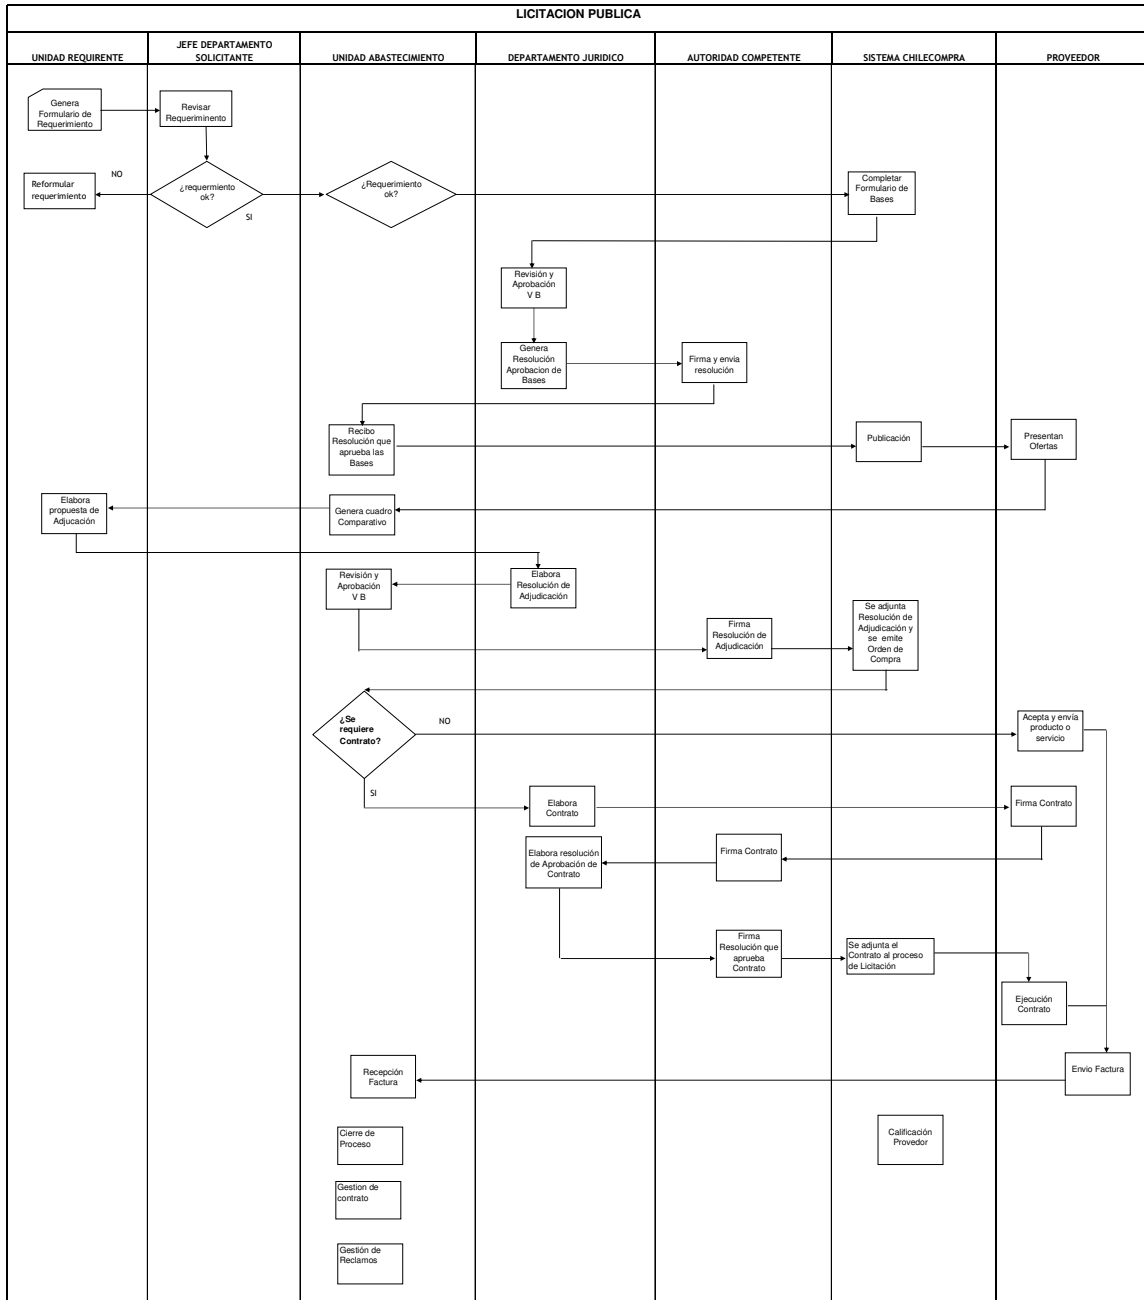 LICITACION PUBLICA
UNIDAD REQUIRENTE
JEFE DEPARTAMENTO
SOLICITANTE
UNIDAD ABASTECIMIENTO
DEPARTAMENTO JURIDICO
AUTORIDAD COMPETENTE
SISTEMA CHILECOMPRA
PROVEEDOR
Genera
Formulario de
Requerimiento
Revisar
Requeriminento
Reformular
requerimiento
NO
¿requermiento
ok?
SI
¿Requerimiento
ok?
Completar
Formulario de
Bases
Revisión y
Aprobación
V B
Genera
Resolución
Aprobacion de
Bases
Firma y envia
resolución
Recibo
Resolución que
aprueba las
Bases
Publicación
Presentan
Ofertas
Elabora
propuesta de
Adjucación
Genera cuadro
Comparativo
Revisión y
Aprobación
V B
Elabora
Resolución de
Adjudicación
Firma
Resolución de
Adjudicación
Se adjunta
Resolución de
Adjudicación y
se emite
Orden de
Compra
¿Se
requiere
Contrato?
NO
SI
Acepta y envía
producto o
servicio
Elabora
Contrato
Firma Contrato
Elabora resolución
de Aprobación de
Contrato
Firma Contrato
Firma
Resolución que
aprueba
Contrato
Se adjunta el
Contrato al proceso
de Licitación
Ejecución
Contrato
Recepción
Factura
Envio Factura
Cierre de
Proceso
Calificación
Provedor
Gestion de
contrato
Gestión de
Reclamos